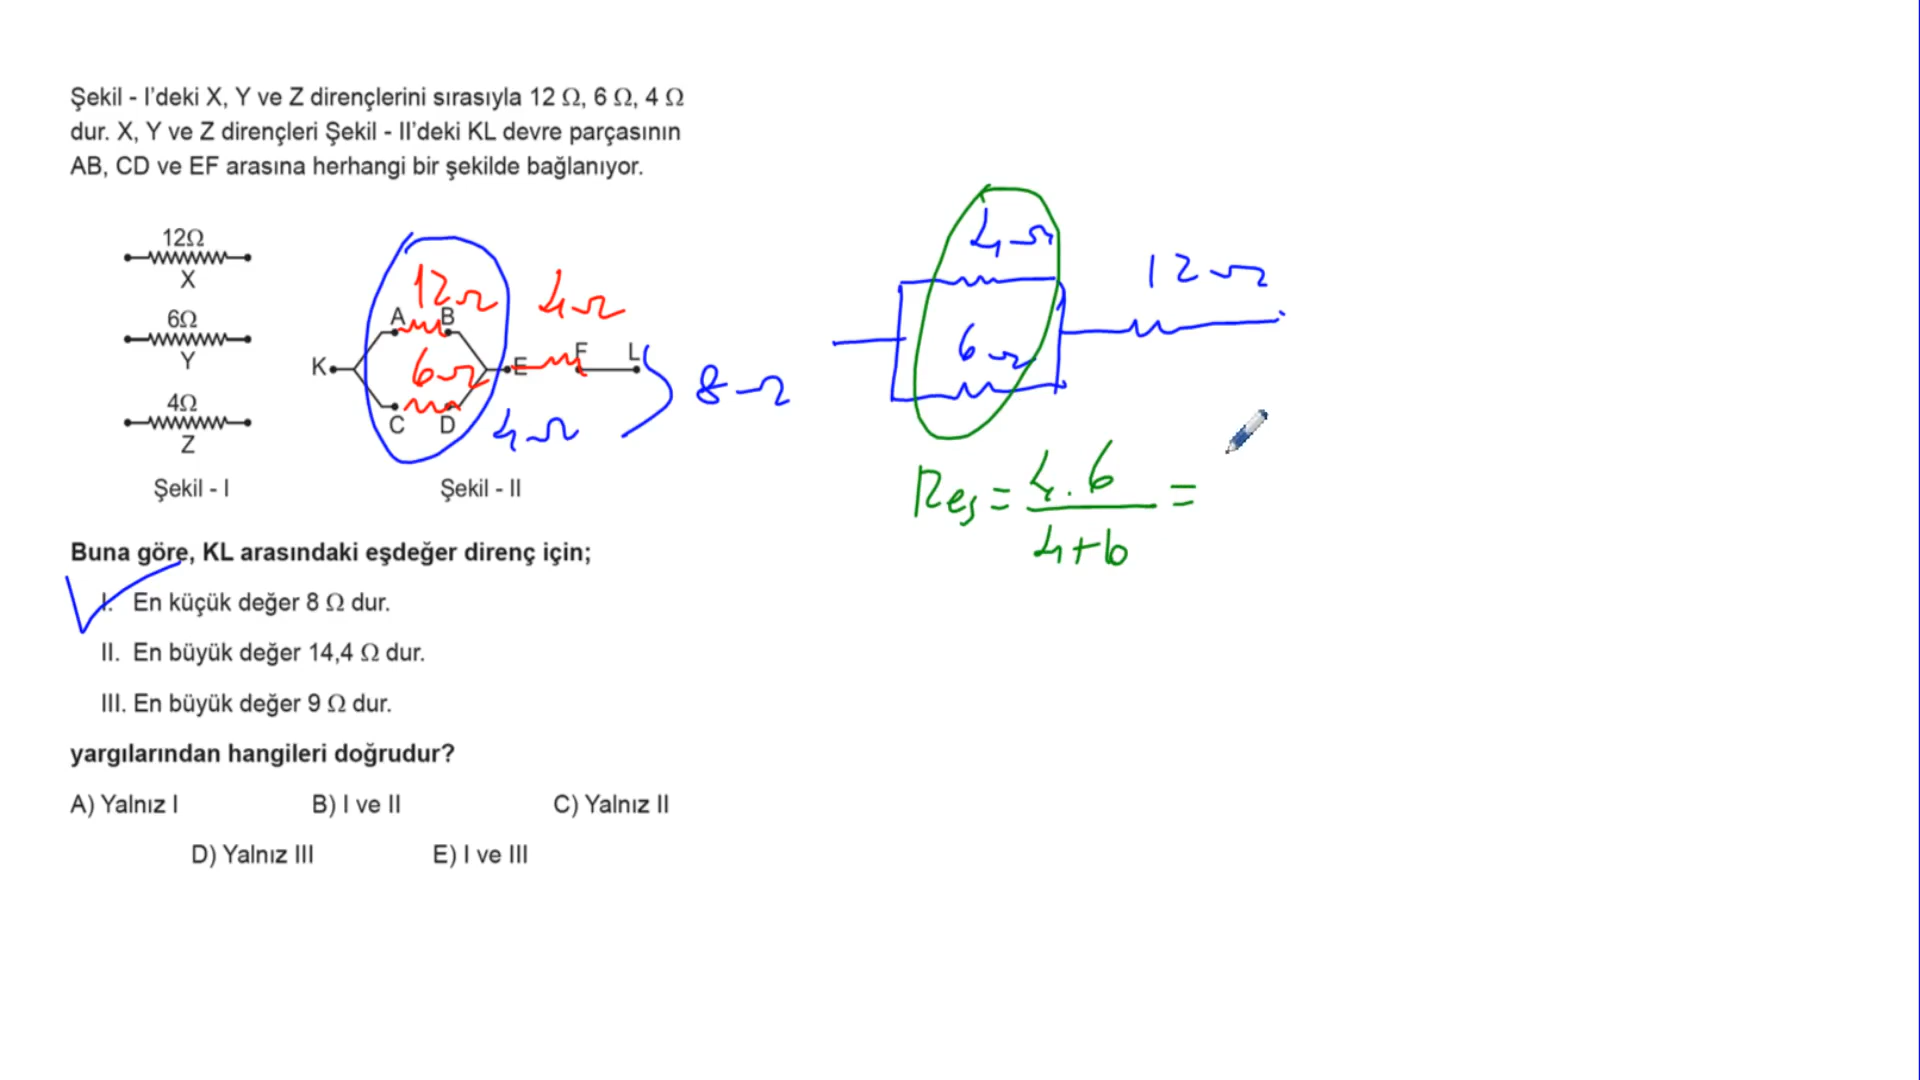 Şekil - I'deki X, Y ve Z dirençlerini sırasıyla 12 Ω, 6 Ω, 4 Ω
dur. X, Y ve Z dirençleri Şekil - II'deki KL devre parçasının
AB, CD ve EF arasına herhangi bir şekilde bağlanıyor.
12Ω
X
6Ω
Y
4Ω
Z
Şekil - I
12Ω
4Ω
A B
K
6Ω
E F L
C D
4Ω
8Ω
Şekil - II
4Ω
12Ω
6Ω
Reş = 4.6 =
4+6
Buna göre, KL arasındaki eşdeğer direnç için;
I. En küçük değer 8 Ω dur.
II. En büyük değer 14,4 Ω dur.
III. En büyük değer 9 Ω dur.
yargılarından hangileri doğrudur?
A) Yalnız I B) I ve II C) Yalnız II
D) Yalnız III E) I ve III